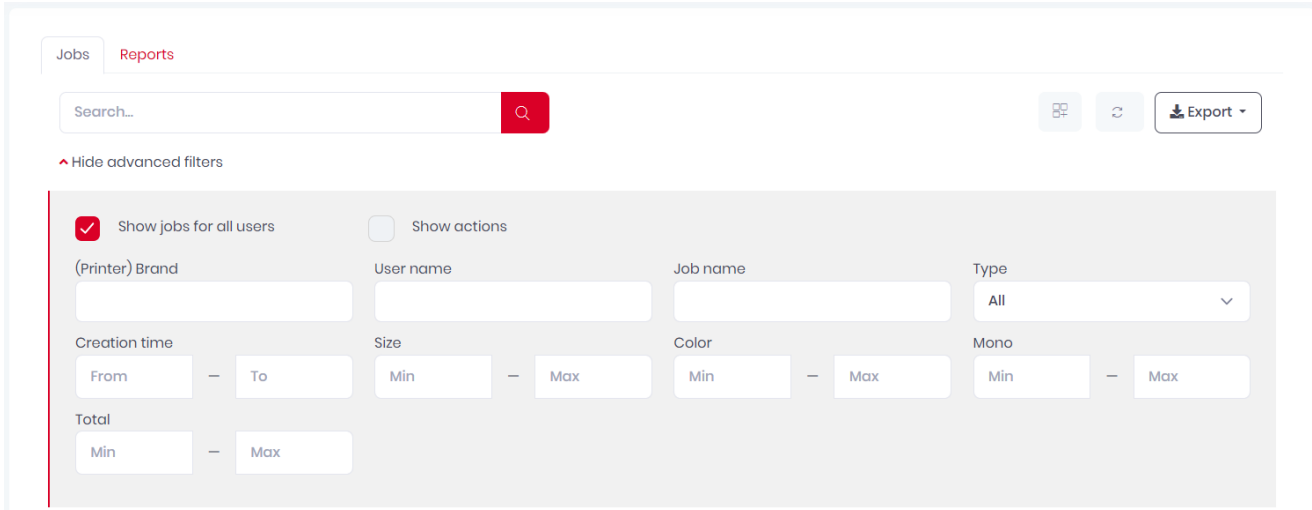 Jobs Reports
Search...
Export
Hide advanced filters
Show jobs for all users Show actions
(Printer) Brand User name Job name Type
All
Creation time Size Color Mono
From — To Min — Max Min — Max Min — Max
Total
Min — Max